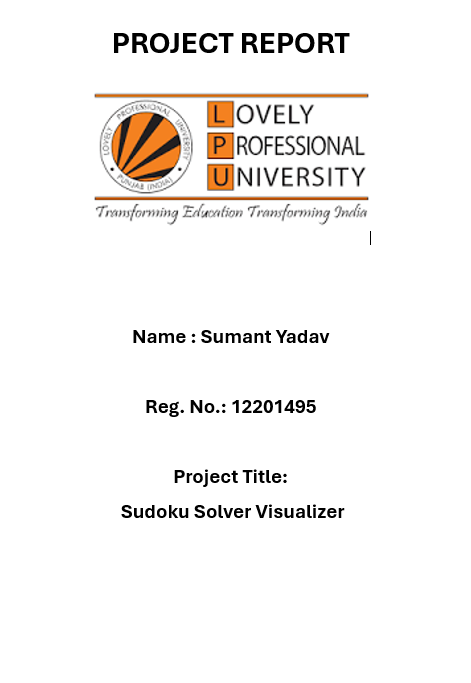 PROJECT REPORT
LOVELY PROFESSIONAL UNIVERSITY
PUNJAB (INDIA)
LOVELY
PROFESSIONAL
UNIVERSITY
Transforming Education Transforming India
Name : Sumant Yadav
Reg. No.: 12201495
Project Title:
Sudoku Solver Visualizer